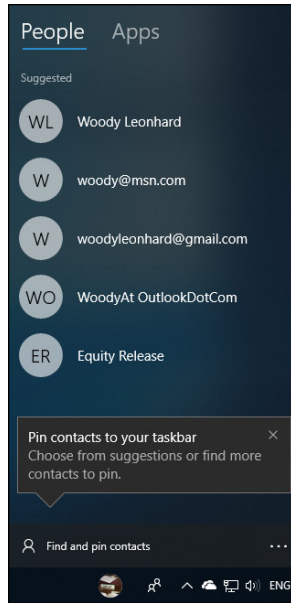 People Apps
Suggested
WL Woody Leonhard
W woody@msn.com
W woodyleonhard@gmail.com
WO WoodyAt OutlookDotCom
ER Equity Release
Pin contacts to your taskbar
Choose from suggestions or find more
contacts to pin.
Find and pin contacts
ENG